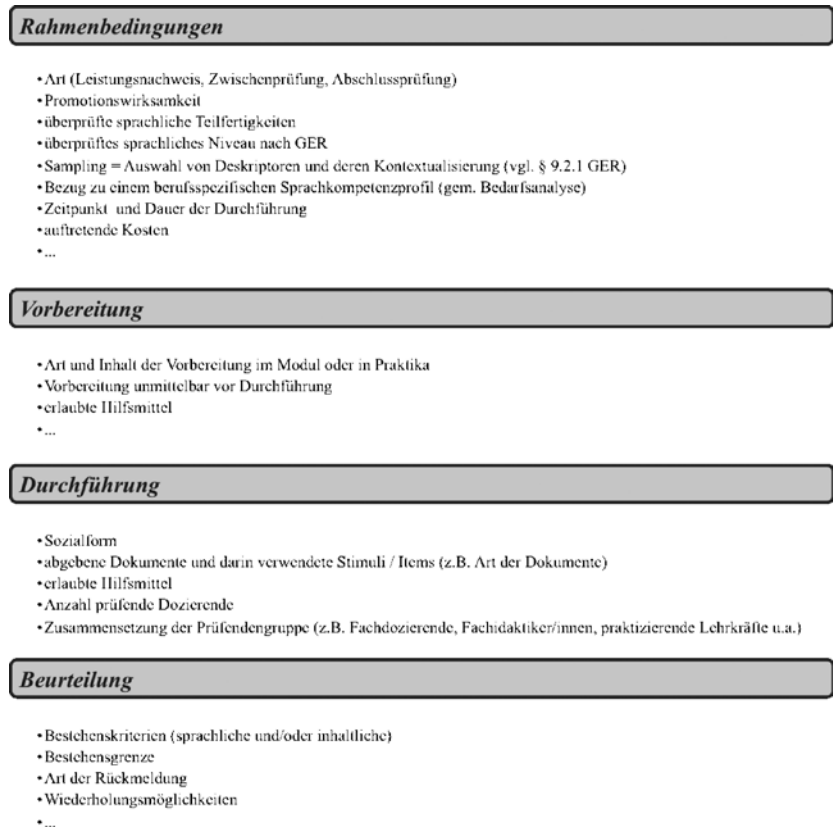 Rahmenbedingungen
• Art (Leistungsnachweis, Zwischenprüfung, Abschlussprüfung)
• Promotionswirksamkeit
• überprüfte sprachliche Teilfertigkeiten
• überprüftes sprachliches Niveau nach GER
• Sampling = Auswahl von Deskriptoren und deren Kontextualisierung (vgl. § 9.2.1 GER)
• Bezug zu einem berufsspezifischen Sprachkompetenzprofil (gem. Bedarfsanalyse)
• Zeitpunkt und Dauer der Durchführung
• auftretende Kosten
• ...
Vorbereitung
• Art und Inhalt der Vorbereitung im Modul oder in Praktika
• Vorbereitung unmittelbar vor Durchführung
• erlaubte Hilfsmittel
• ...
Durchführung
• Sozialform
• abgebene Dokumente und darin verwendete Stimuli / Items (z.B. Art der Dokumente)
• erlaubte Hilfsmittel
• Anzahl prüfende Dozierende
• Zusammensetzung der Prüfendengruppe (z.B. Fachdozierende, Fachidaktiker/innen, praktizierende Lehrkräfte u.a.)
Beurteilung
• Bestehenskriterien (sprachliche und/oder inhaltliche)
• Bestehensgrenze
• Art der Rückmeldung
• Wiederholungsmöglichkeiten
• ...